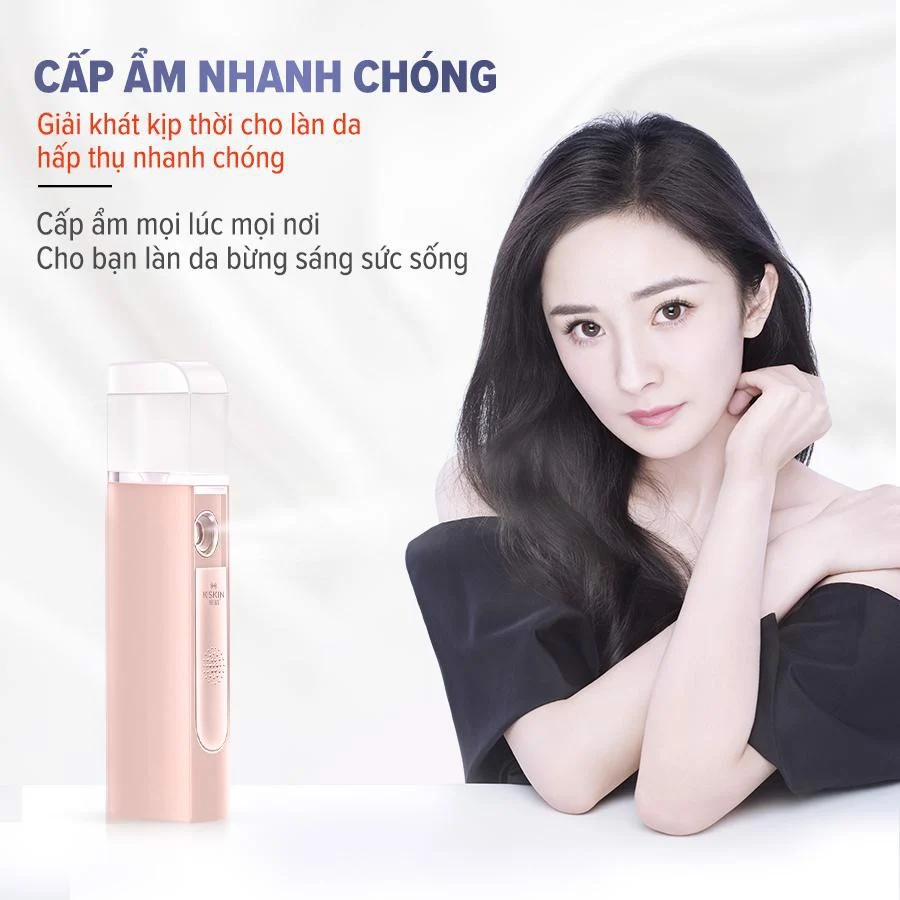 CẤP ẨM NHANH CHÓNG
Giải khát kịp thời cho làn da
hấp thụ nhanh chóng
Cấp ẩm mọi lúc mọi nơi
Cho bạn làn da bừng sáng sức sống
K·SKIN